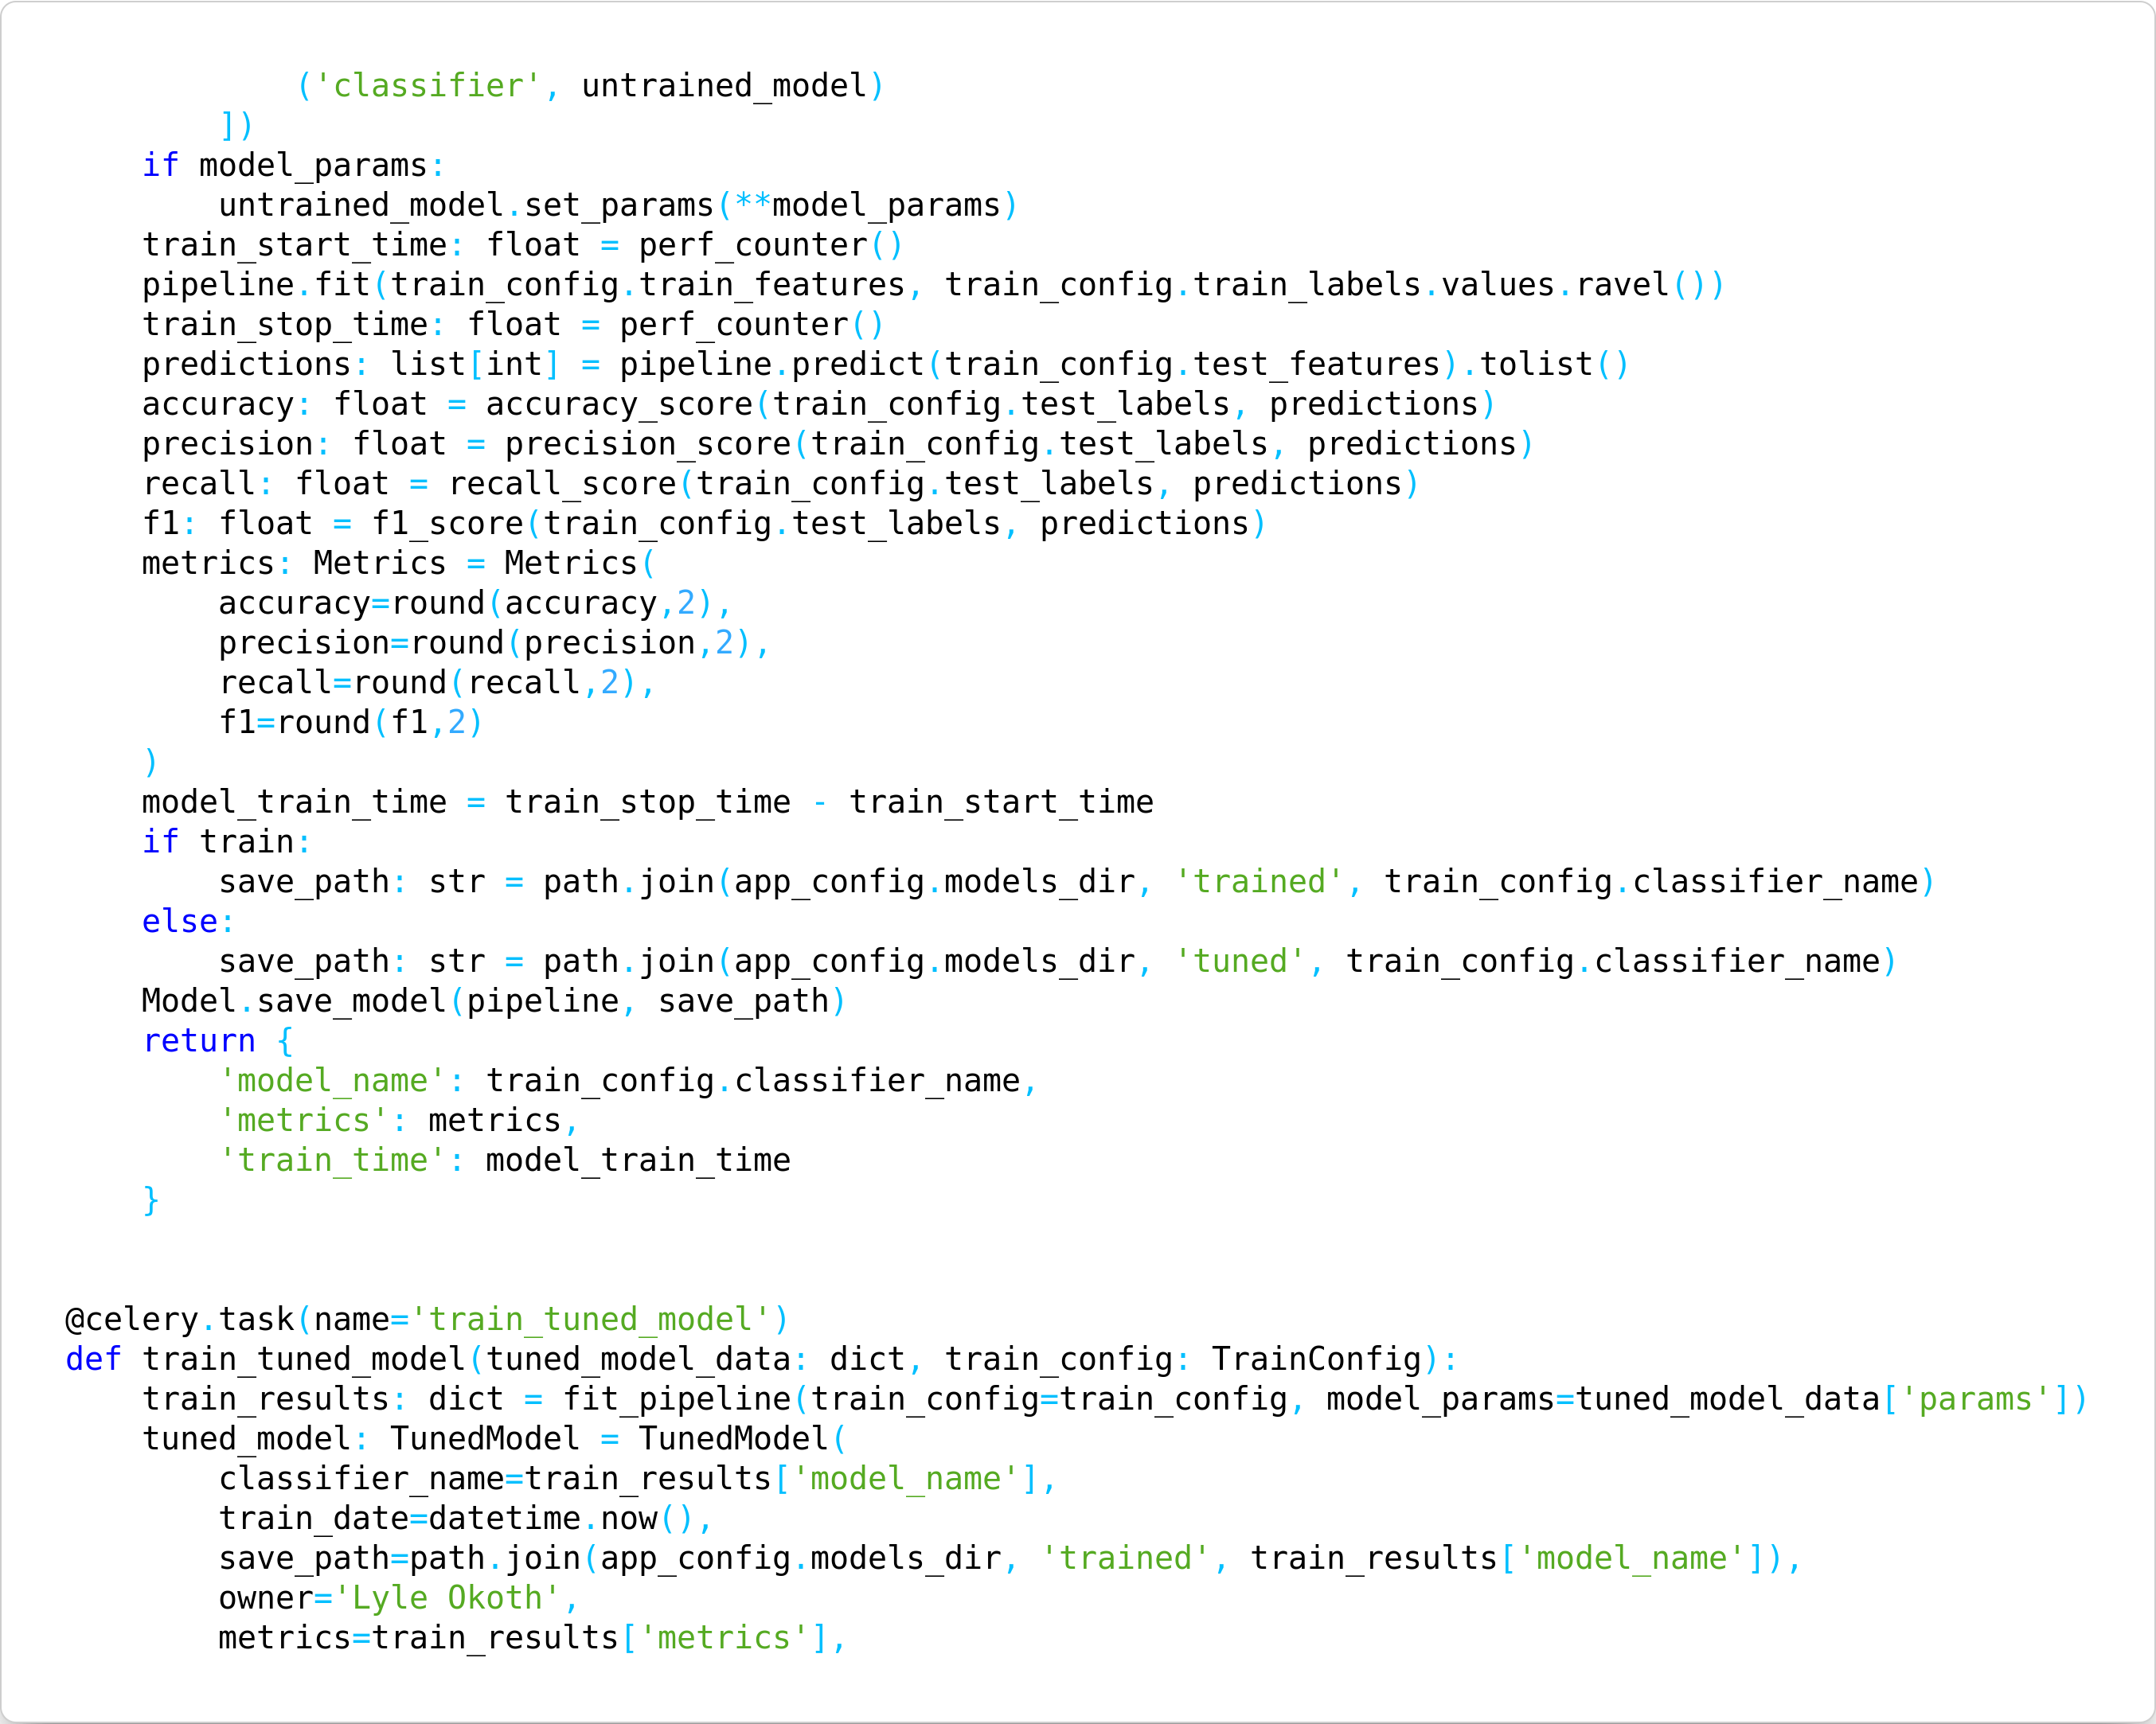 ('classifier', untrained_model)
        ])
    if model_params:
        untrained_model.set_params(**model_params)
    train_start_time: float = perf_counter()
    pipeline.fit(train_config.train_features, train_config.train_labels.values.ravel())
    train_stop_time: float = perf_counter()
    predictions: list[int] = pipeline.predict(train_config.test_features).tolist()
    accuracy: float = accuracy_score(train_config.test_labels, predictions)
    precision: float = precision_score(train_config.test_labels, predictions)
    recall: float = recall_score(train_config.test_labels, predictions)
    f1: float = f1_score(train_config.test_labels, predictions)
    metrics: Metrics = Metrics(
        accuracy=round(accuracy,2),
        precision=round(precision,2),
        recall=round(recall,2),
        f1=round(f1,2)
    )
    model_train_time = train_stop_time - train_start_time
    if train:
        save_path: str = path.join(app_config.models_dir, 'trained', train_config.classifier_name)
    else:
        save_path: str = path.join(app_config.models_dir, 'tuned', train_config.classifier_name)
    Model.save_model(pipeline, save_path)
    return {
        'model_name': train_config.classifier_name,
        'metrics': metrics,
        'train_time': model_train_time
    }


@celery.task(name='train_tuned_model')
def train_tuned_model(tuned_model_data: dict, train_config: TrainConfig):
    train_results: dict = fit_pipeline(train_config=train_config, model_params=tuned_model_data['params'])
    tuned_model: TunedModel = TunedModel(
        classifier_name=train_results['model_name'],
        train_date=datetime.now(),
        save_path=path.join(app_config.models_dir, 'trained', train_results['model_name']),
        owner='Lyle Okoth',
        metrics=train_results['metrics'],